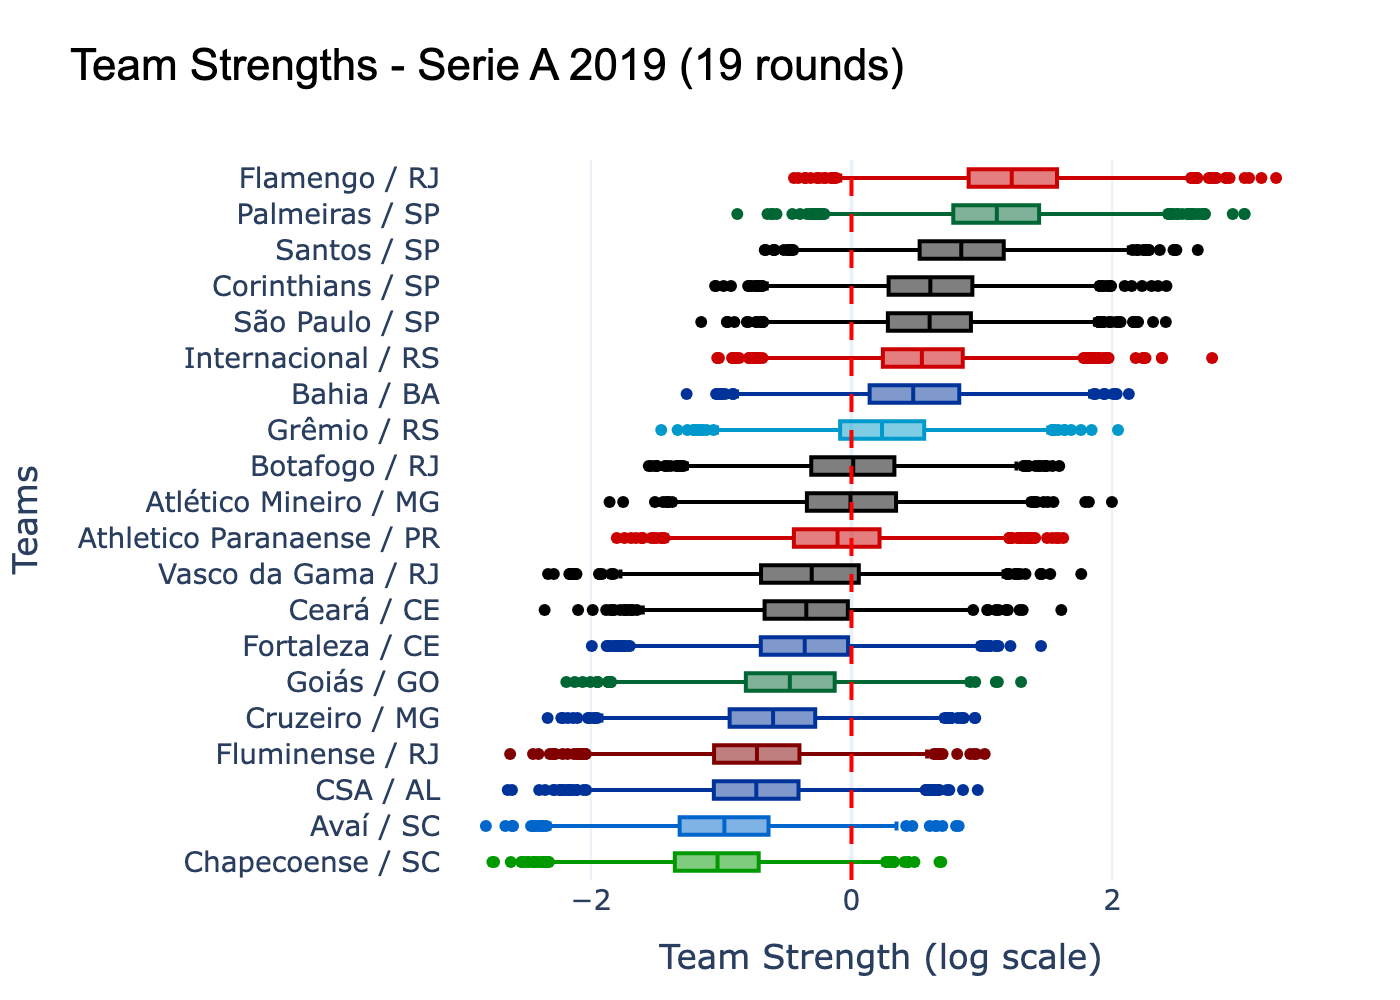 Team Strengths - Serie A 2019 (19 rounds)
Teams
Flamengo / RJ
Palmeiras / SP
Santos / SP
Corinthians / SP
São Paulo / SP
Internacional / RS
Bahia / BA
Grêmio / RS
Botafogo / RJ
Atlético Mineiro / MG
Athletico Paranaense / PR
Vasco da Gama / RJ
Ceará / CE
Fortaleza / CE
Goiás / GO
Cruzeiro / MG
Fluminense / RJ
CSA / AL
Avaí / SC
Chapecoense / SC
−2 0 2
Team Strength (log scale)